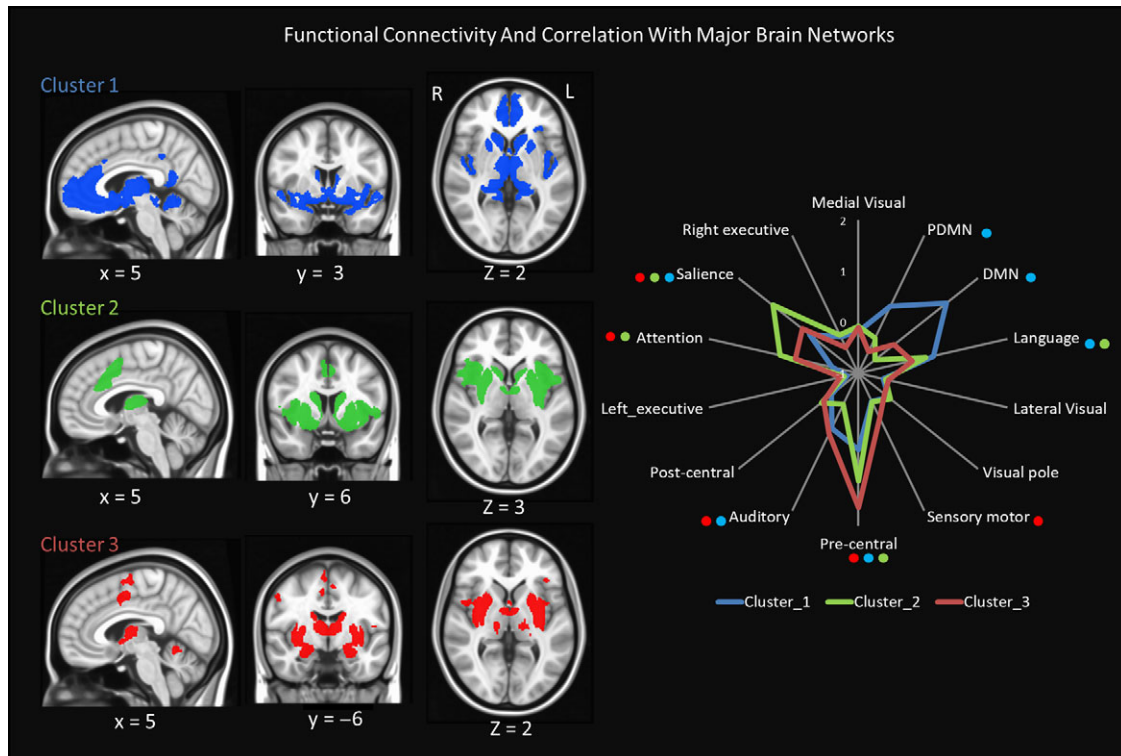 Functional Connectivity And Correlation With Major Brain Networks
Cluster 1
R
L
x = 5
y = 3
Z = 2
Cluster 2
x = 5
y = 6
Z = 3
Cluster 3
x = 5
y = –6
Z = 2
Medial Visual
2
Right executive
PDMN
1
Salience
DMN
0
Attention
Language
-1
Left_executive
Lateral Visual
Post-central
Visual pole
Auditory
Sensory motor
Pre-central
Cluster_1
Cluster_2
Cluster_3